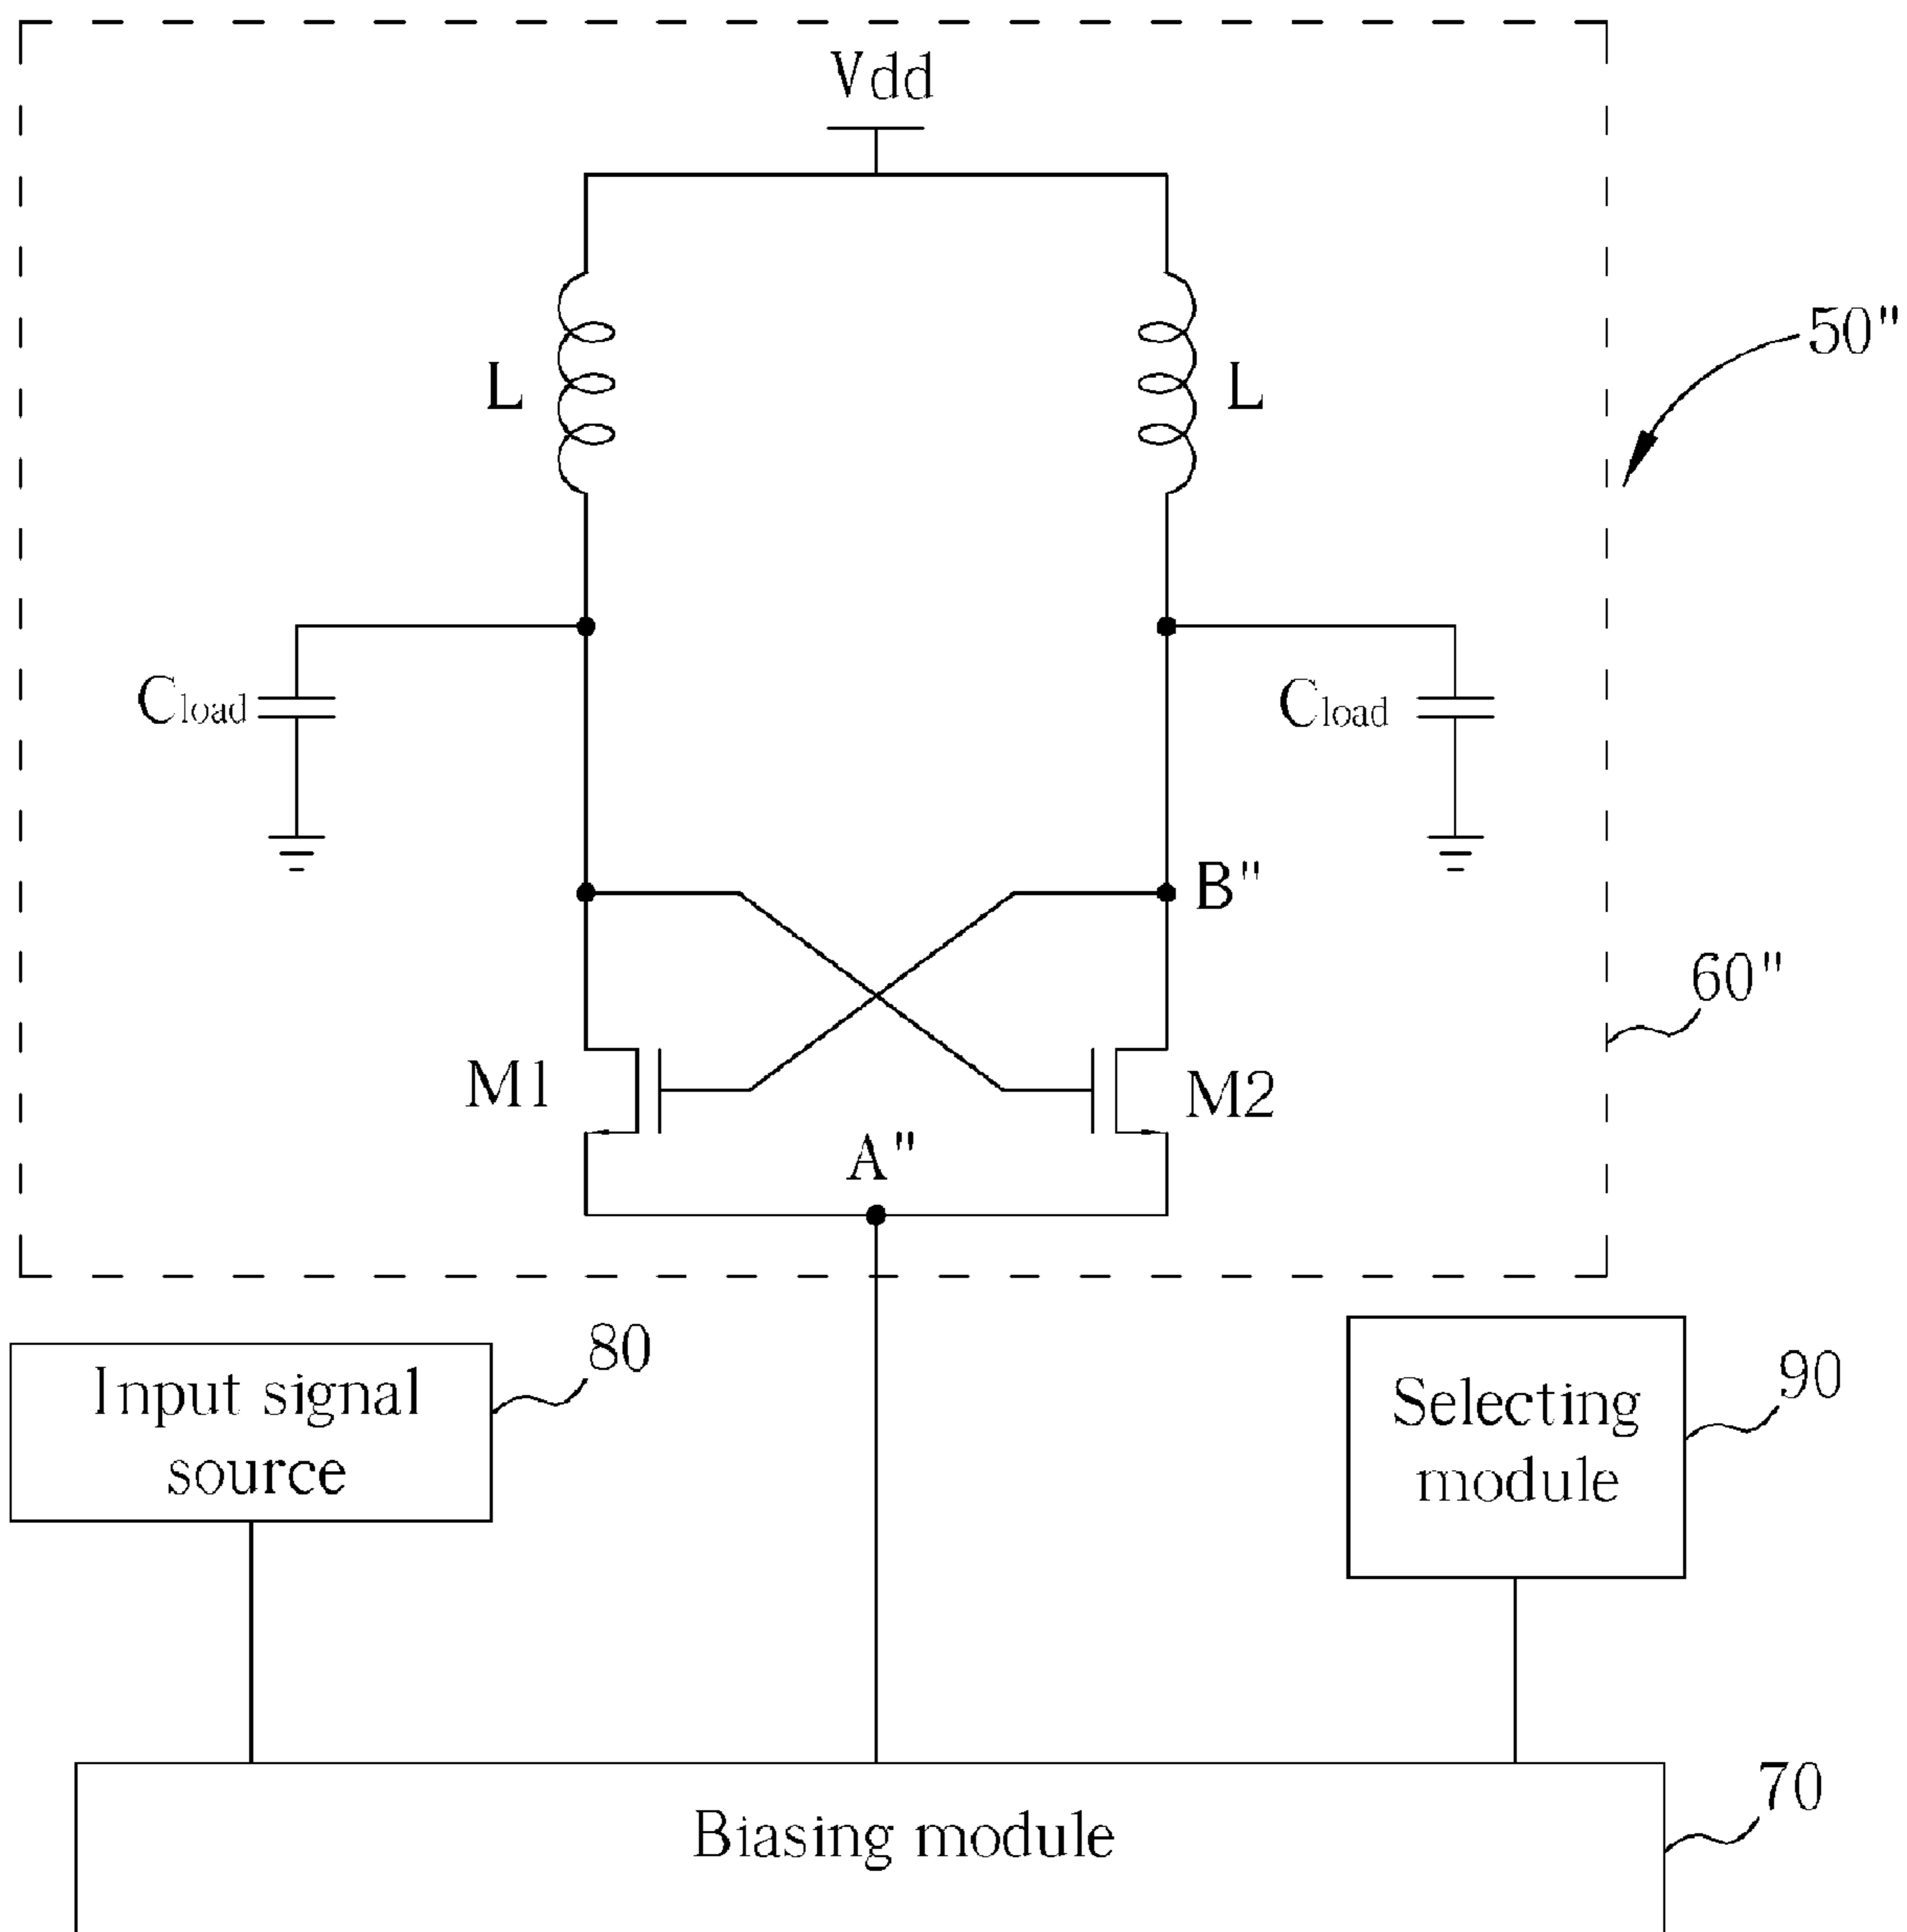 Vdd
50"
L
L
Cload
Cload
B"
60"
M1
M2
A"
80
Input signal
source
90
Selecting
module
70
Biasing module